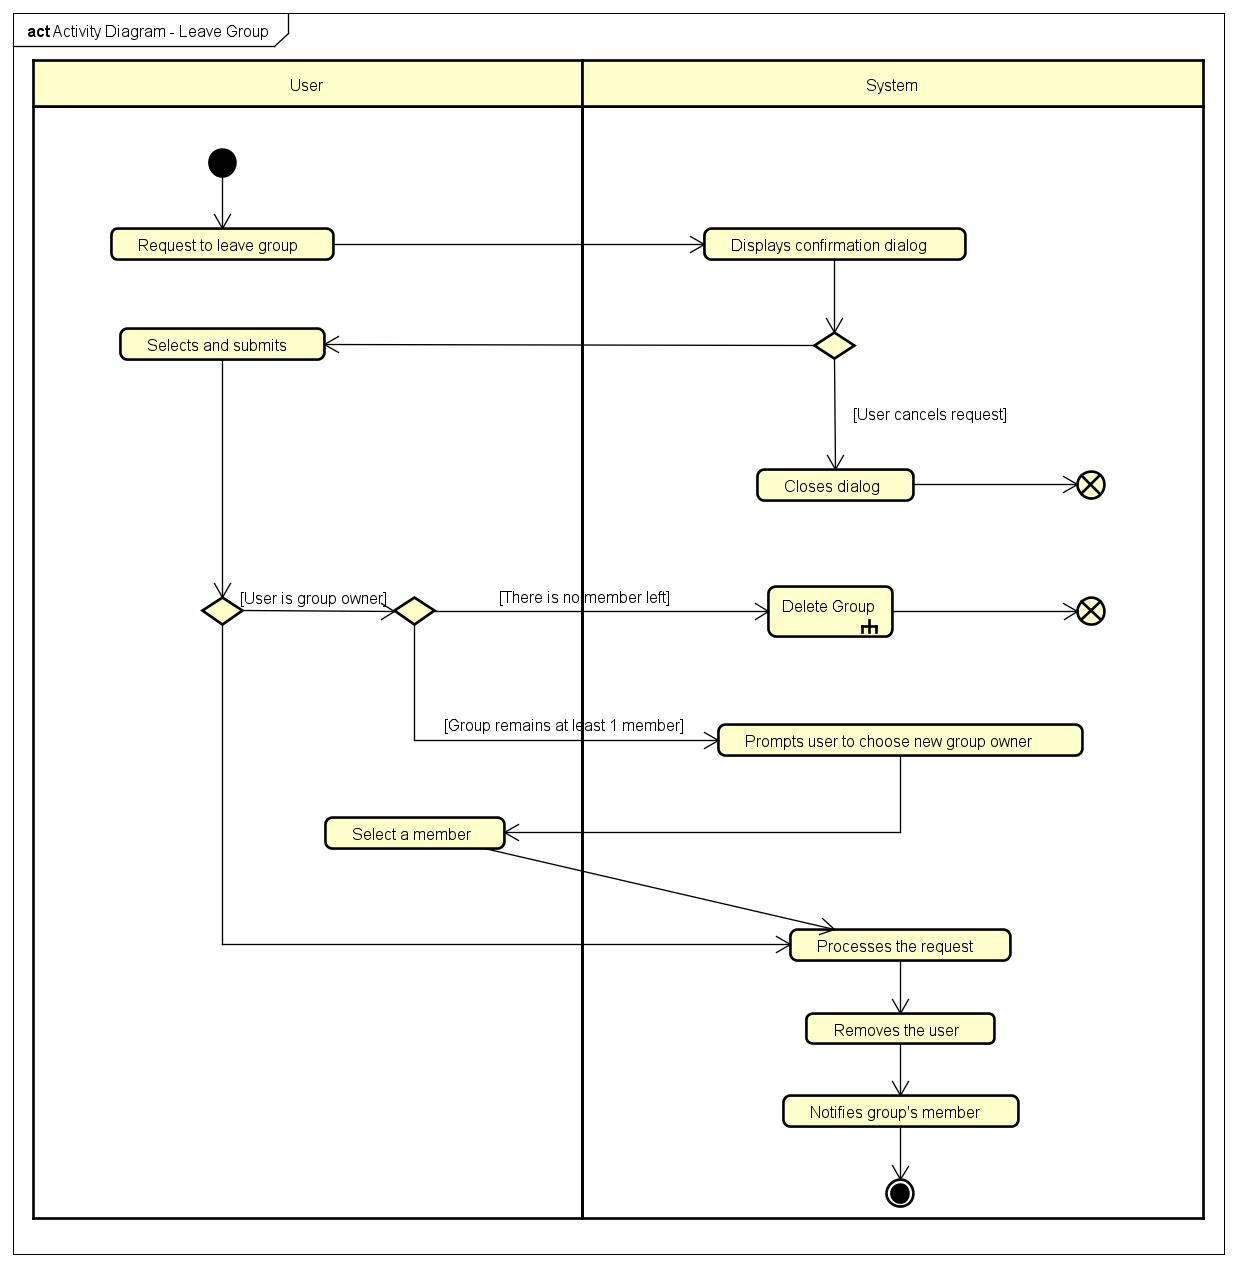 act Activity Diagram - Leave Group
User
System
Request to leave group
Displays confirmation dialog
Selects and submits
[User cancels request]
Closes dialog
[User is group owner]
[There is no member left]
Delete Group
[Group remains at least 1 member]
Prompts user to choose new group owner
Select a member
Processes the request
Removes the user
Notifies group's member